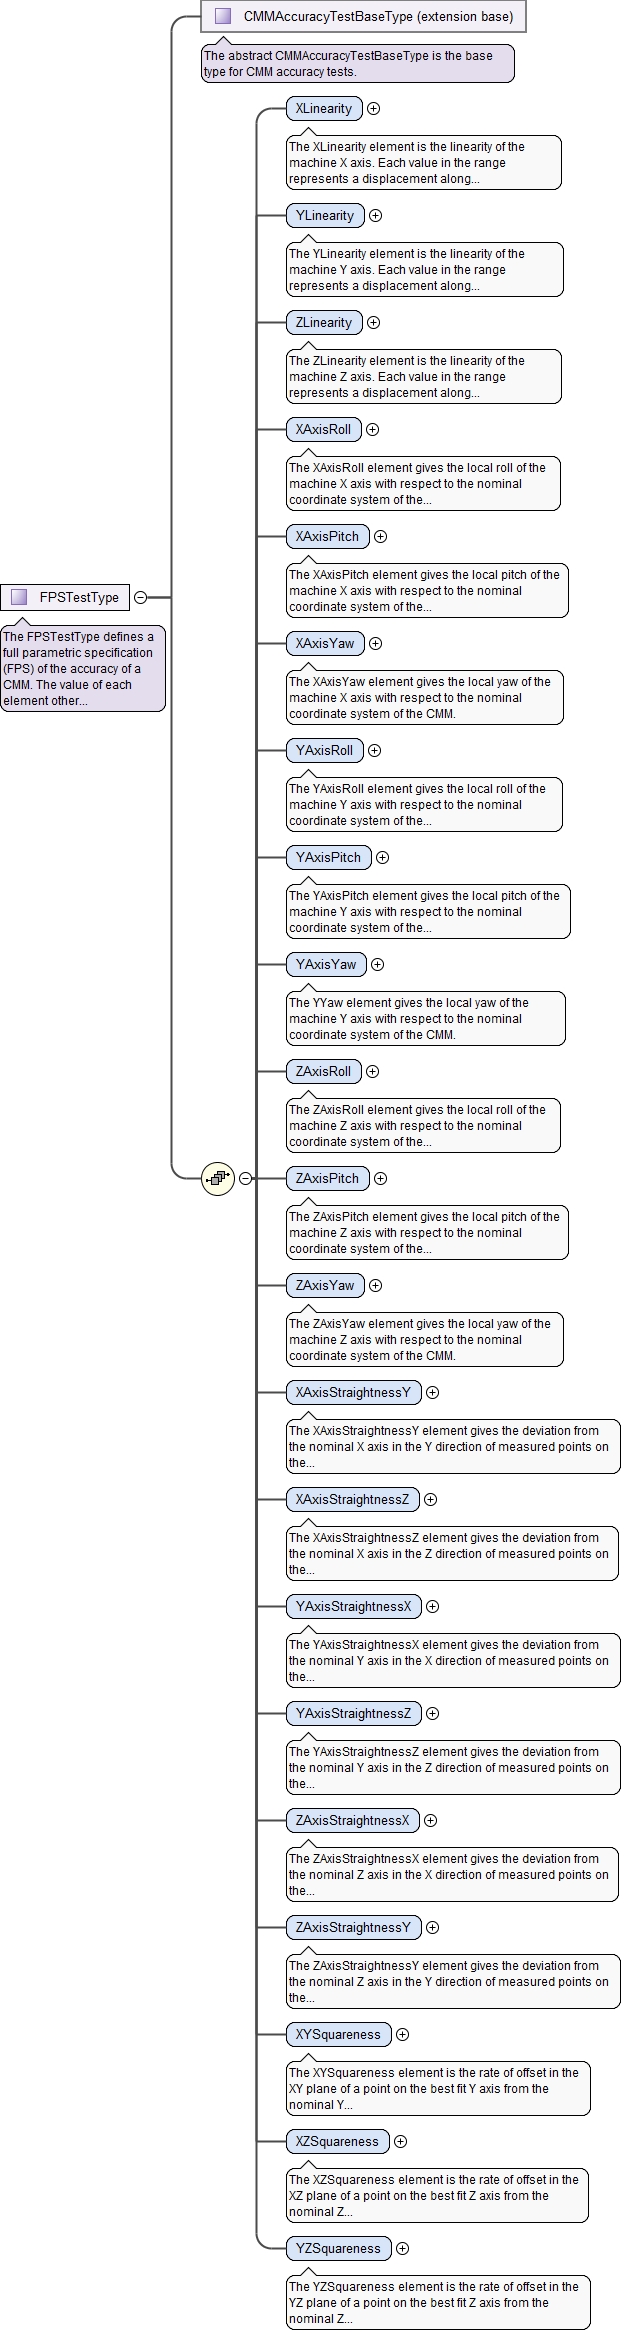 CMMAccuracyTestBaseType (extension base)
The abstract CMMAccuracyTestBaseType is the base
type for CMM accuracy tests.
XLinearity
The XLinearity element is the linearity of the
machine X axis. Each value in the range
represents a displacement along...
YLinearity
The YLinearity element is the linearity of the
machine Y axis. Each value in the range
represents a displacement along...
ZLinearity
The ZLinearity element is the linearity of the
machine Z axis. Each value in the range
represents a displacement along...
XAxisRoll
The XAxisRoll element gives the local roll of the
machine X axis with respect to the nominal
coordinate system of the...
XAxisPitch
The XAxisPitch element gives the local pitch of the
machine X axis with respect to the nominal
coordinate system of the...
FPSTestType
The FPSTestType defines a
full parametric specification
(FPS) of the accuracy of a
CMM. The value of each
element other...
XAxisYaw
The XAxisYaw element gives the local yaw of the
machine X axis with respect to the nominal
coordinate system of the CMM.
YAxisRoll
The YAxisRoll element gives the local roll of the
machine Y axis with respect to the nominal
coordinate system of the...
YAxisPitch
The YAxisPitch element gives the local pitch of the
machine Y axis with respect to the nominal
coordinate system of the...
YAxisYaw
The YYaw element gives the local yaw of the
machine Y axis with respect to the nominal
coordinate system of the CMM.
ZAxisRoll
The ZAxisRoll element gives the local roll of the
machine Z axis with respect to the nominal
coordinate system of the...
ZAxisPitch
The ZAxisPitch element gives the local pitch of the
machine Z axis with respect to the nominal
coordinate system of the...
ZAxisYaw
The ZAxisYaw element gives the local yaw of the
machine Z axis with respect to the nominal
coordinate system of the CMM.
XAxisStraightnessY
The XAxisStraightnessY element gives the deviation from
the nominal X axis in the Y direction of measured points on
the...
XAxisStraightnessZ
The XAxisStraightnessZ element gives the deviation from
the nominal X axis in the Z direction of measured points on
the...
YAxisStraightnessX
The YAxisStraightnessX element gives the deviation from
the nominal Y axis in the X direction of measured points on
the...
YAxisStraightnessZ
The YAxisStraightnessZ element gives the deviation from
the nominal Y axis in the Z direction of measured points on
the...
ZAxisStraightnessX
The ZAxisStraightnessX element gives the deviation from
the nominal Z axis in the X direction of measured points on
the...
ZAxisStraightnessY
The ZAxisStraightnessY element gives the deviation from
the nominal Z axis in the Y direction of measured points on
the...
XYSquareness
The XYSquareness element is the rate of offset in the
XY plane of a point on the best fit Y axis from the
nominal Y...
XZSquareness
The XZSquareness element is the rate of offset in the
XZ plane of a point on the best fit Z axis from the
nominal Z...
YZSquareness
The YZSquareness element is the rate of offset in the
YZ plane of a point on the best fit Z axis from the
nominal Z...